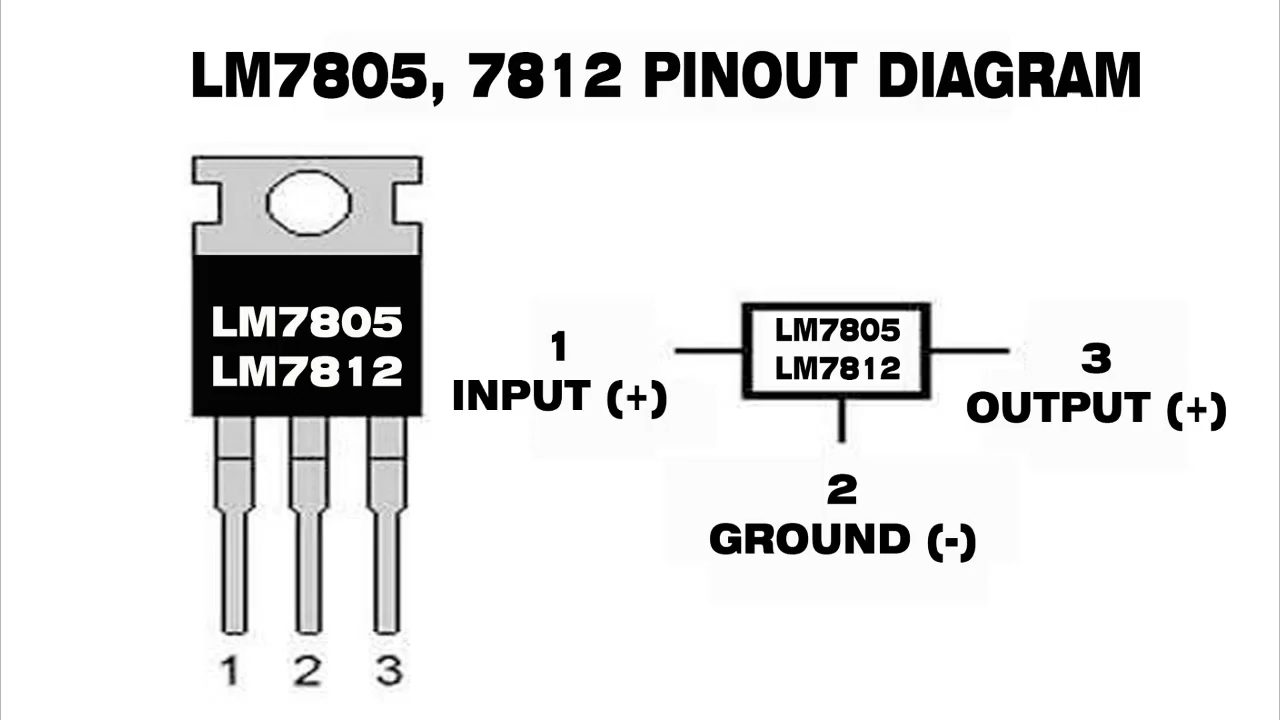 LM7805, 7812 PINOUT DIAGRAM
LM7805
LM7812
1 2 3
1
INPUT (+)
LM7805
LM7812
3
OUTPUT (+)
2
GROUND (-)